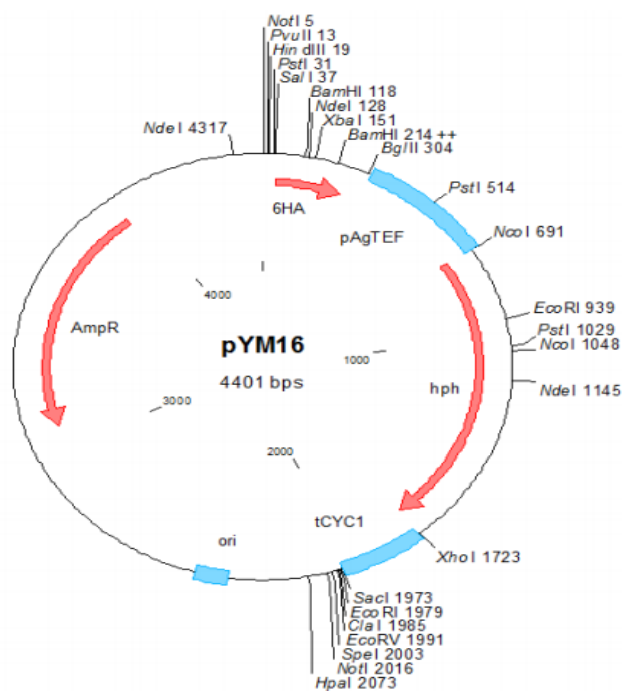 NotI 5
PvuII 13
Hin dIII 19
PstI 31
SalI 37
BamHI 118
NdeI 128
XbaI 151
BamHI 214 ++
BglII 304
NdeI 4317
PstI 514
6HA
pAgTEF
NcoI 691
4000
AmpR
EcoRI 939
PstI 1029
NcoI 1048
pYM16
1000
4401 bps
hph
NdeI 1145
3000
2000
tCYC1
ori
XhoI 1723
SacI 1973
EcoRI 1979
ClaI 1985
EcoRV 1991
SpeI 2003
NotI 2016
HpaI 2073